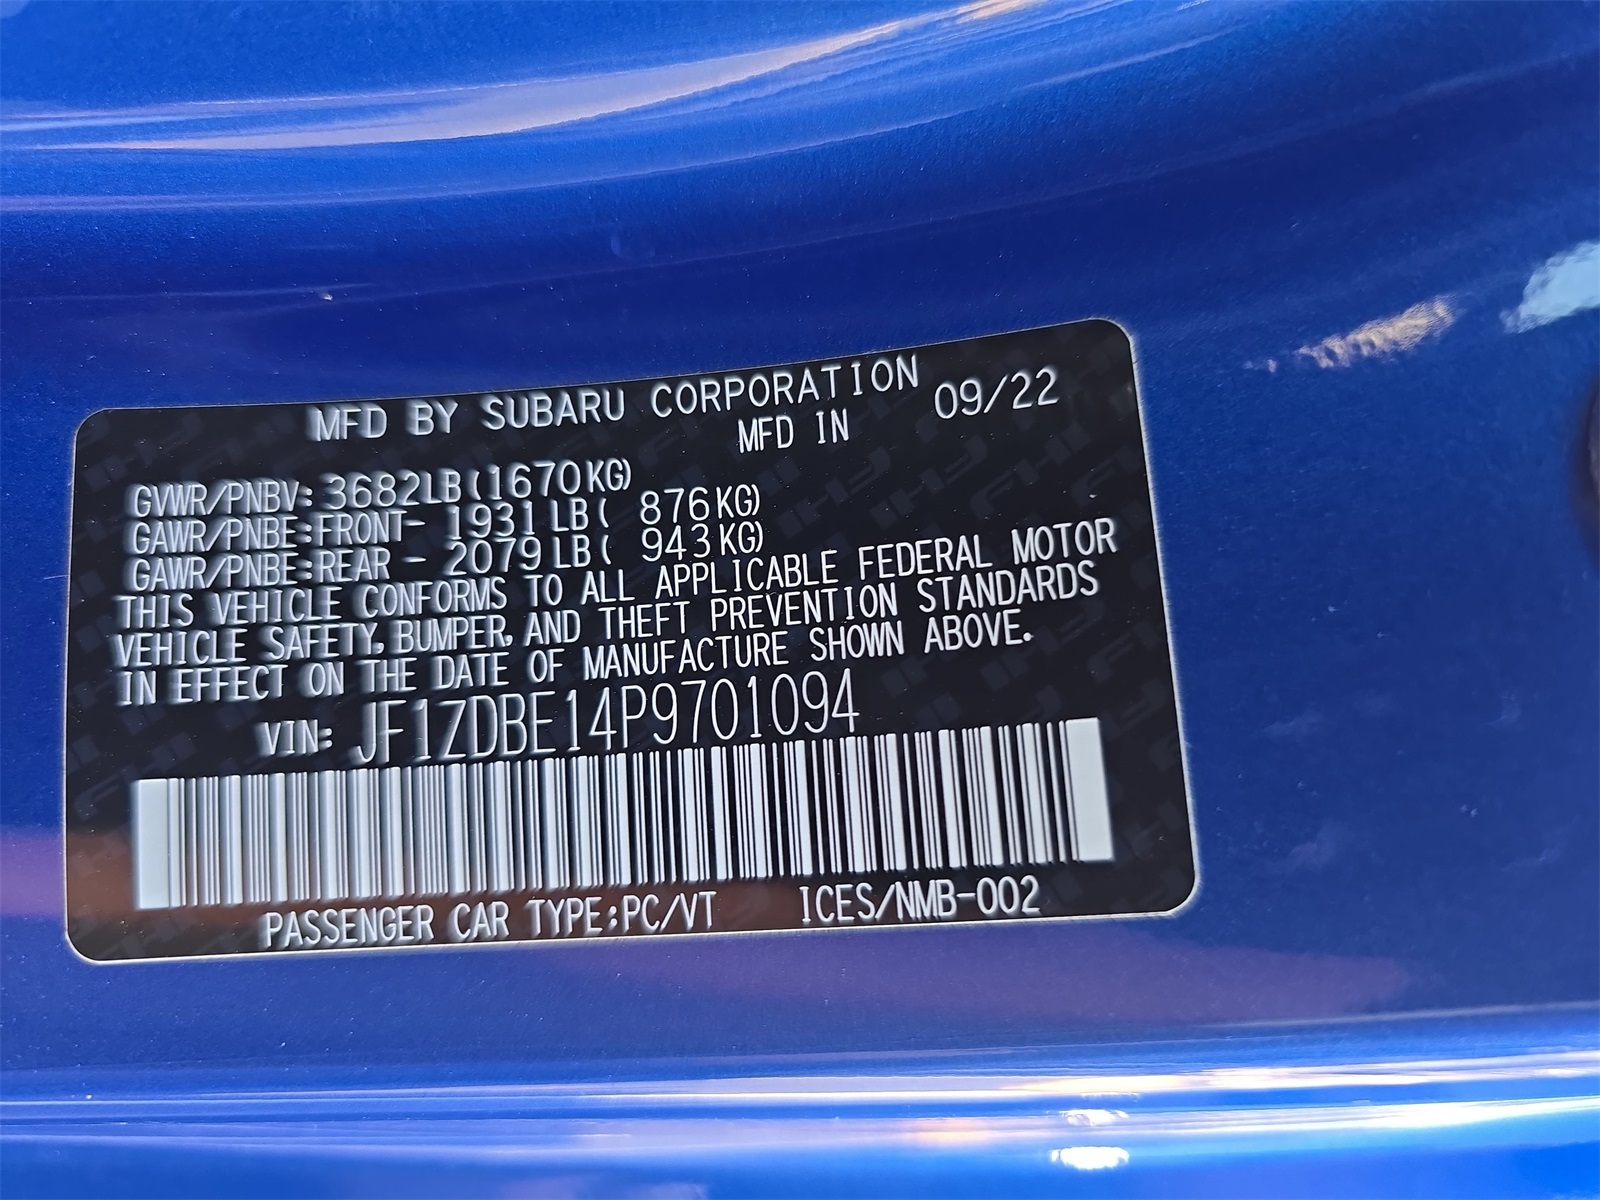 MFD BY SUBARU CORPORATION
MFD IN 09/22
GVWR/PNBV:3682LB(1670KG)
GAWR/PNBE:FRONT- 1931LB( 876KG)
GAWR/PNBE:REAR - 2079LB( 943KG)
THIS VEHICLE CONFORMS TO ALL APPLICABLE FEDERAL MOTOR
VEHICLE SAFETY, BUMPER, AND THEFT PREVENTION STANDARDS
IN EFFECT ON THE DATE OF MANUFACTURE SHOWN ABOVE.
VIN: JF1ZDBE14P9701094
PASSENGER CAR TYPE:PC/VT ICES/NMB-002